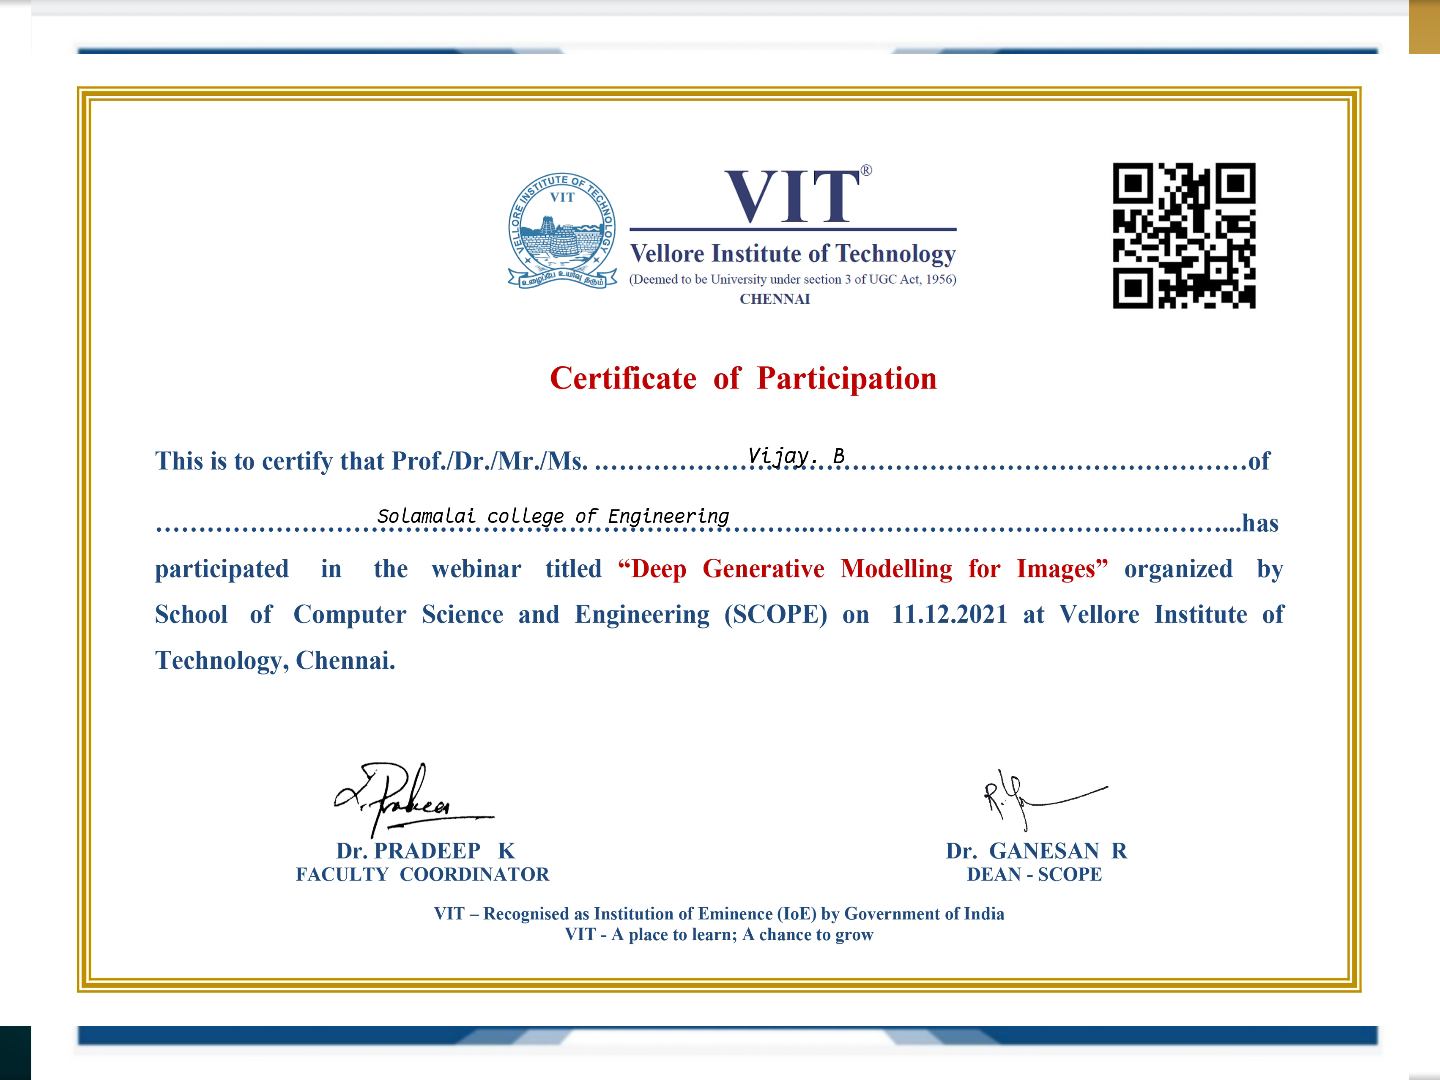 VELLORE INSTITUTE OF TECHNOLOGY
VIT
உழைப்பே உயர்வு தரும்
VIT®
Vellore Institute of Technology
(Deemed to be University under section 3 of UGC Act, 1956)
CHENNAI
Certificate of Participation
This is to certify that Prof./Dr./Mr./Ms. ........Vijay. B........of
........Solamalai college of Engineering........has
participated in the webinar titled “Deep Generative Modelling for Images” organized by
School of Computer Science and Engineering (SCOPE) on 11.12.2021 at Vellore Institute of
Technology, Chennai.
Dr. PRADEEP K
FACULTY COORDINATOR
Dr. GANESAN R
DEAN - SCOPE
VIT – Recognised as Institution of Eminence (IoE) by Government of India
VIT - A place to learn; A chance to grow